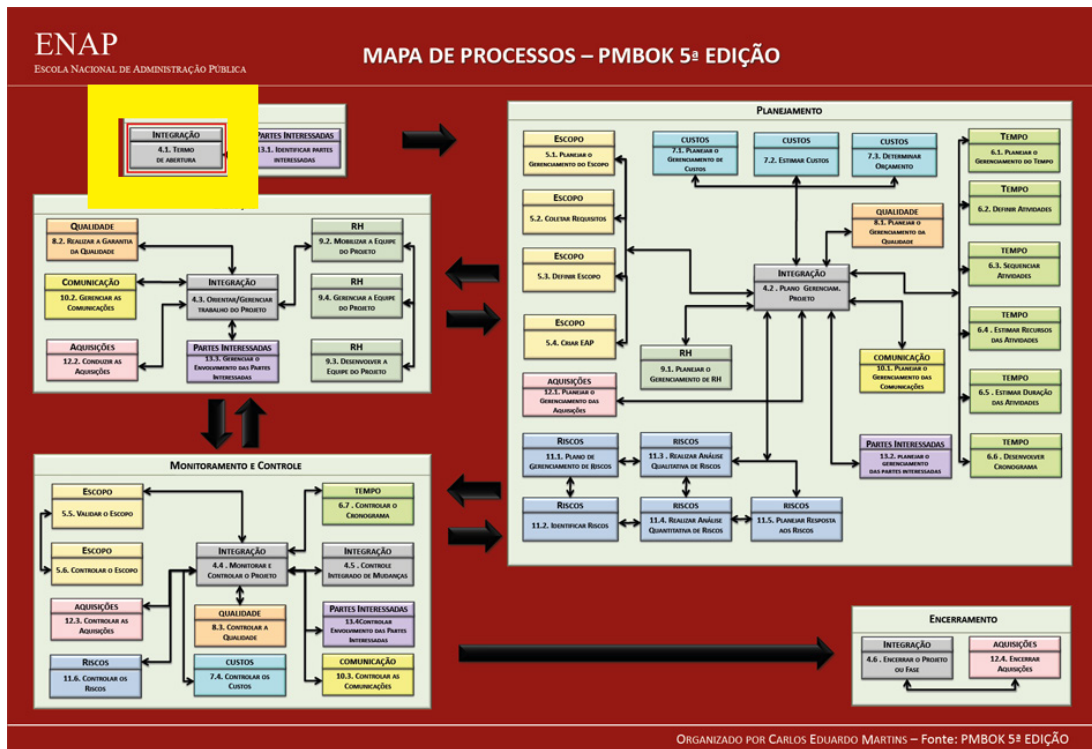 ENAP
ESCOLA NACIONAL DE ADMINISTRAÇÃO PÚBLICA
MAPA DE PROCESSOS – PMBOK 5ª EDIÇÃO
INTEGRAÇÃO
4.1. TERMO
DE ABERTURA
PARTES INTERESSADAS
13.1. IDENTIFICAR PARTES
INTERESSADAS
QUALIDADE
8.2. REALIZAR A GARANTIA
DA QUALIDADE
RH
9.2. MOBILIZAR A EQUIPE
DO PROJETO
COMUNICAÇÃO
10.2. GERENCIAR AS
COMUNICAÇÕES
INTEGRAÇÃO
4.3. ORIENTAR/GERENCIAR
TRABALHO DO PROJETO
RH
9.4. GERENCIAR A EQUIPE
DO PROJETO
AQUISIÇÕES
12.2. CONDUZIR AS
AQUISIÇÕES
PARTES INTERESSADAS
13.3. GERENCIAR O
ENVOLVIMENTO DAS PARTES
INTERESSADAS
RH
9.3. DESENVOLVER A
EQUIPE DO PROJETO
PLANEJAMENTO
ESCOPO
5.1. PLANEJAR O
GERENCIAMENTO DO ESCOPO
CUSTOS
7.1. PLANEJAR O
GERENCIAMENTO DE
CUSTOS
CUSTOS
7.2. ESTIMAR CUSTOS
CUSTOS
7.3. DETERMINAR
ORÇAMENTO
TEMPO
6.1. PLANEJAR O
GERENCIAMENTO DO TEMPO
ESCOPO
5.2. COLETAR REQUISITOS
QUALIDADE
8.1. PLANEJAR O
GERENCIAMENTO DA
QUALIDADE
TEMPO
6.2. DEFINIR ATIVIDADES
ESCOPO
5.3. DEFINIR ESCOPO
INTEGRAÇÃO
4.2. PLANO GERENCIAM.
PROJETO
TEMPO
6.3. SEQUENCIAR
ATIVIDADES
ESCOPO
5.4. CRIAR EAP
RH
9.1. PLANEJAR O
GERENCIAMENTO DE RH
COMUNICAÇÃO
10.1. PLANEJAR O
GERENCIAMENTO DAS
COMUNICAÇÕES
TEMPO
6.4. ESTIMAR RECURSOS
DAS ATIVIDADES
AQUISIÇÕES
12.1. PLANEJAR O
GERENCIAMENTO DAS
AQUISIÇÕES
TEMPO
6.5. ESTIMAR DURAÇÃO
DAS ATIVIDADES
RISCOS
11.1. PLANO DE
GERENCIAMENTO DE RISCOS
RISCOS
11.3. REALIZAR ANÁLISE
QUALITATIVA DE RISCOS
PARTES INTERESSADAS
13.2. PLANEJAR O
GERENCIAMENTO
DAS PARTES INTERESSADAS
TEMPO
6.6. DESENVOLVER
CRONOGRAMA
RISCOS
11.2. IDENTIFICAR RISCOS
RISCOS
11.4. REALIZAR ANÁLISE
QUANTITATIVA DE RISCOS
RISCOS
11.5. PLANEJAR RESPOSTA
AOS RISCOS
MONITORAMENTO E CONTROLE
ESCOPO
5.5. VALIDAR O ESCOPO
TEMPO
6.7. CONTROLAR O
CRONOGRAMA
ESCOPO
5.6. CONTROLAR O ESCOPO
INTEGRAÇÃO
4.4. MONITORAR E
CONTROLAR O PROJETO
INTEGRAÇÃO
4.5. CONTROLE
INTEGRADO DE MUDANÇAS
AQUISIÇÕES
12.3. CONTROLAR AS
AQUISIÇÕES
QUALIDADE
8.3. CONTROLAR A
QUALIDADE
PARTES INTERESSADAS
13.4CONTROLAR
ENVOLVIMENTO DAS PARTES
INTERESSADAS
RISCOS
11.6. CONTROLAR OS
RISCOS
CUSTOS
7.4. CONTROLAR OS
CUSTOS
COMUNICAÇÃO
10.3. CONTROLAR AS
COMUNICAÇÕES
ENCERRAMENTO
INTEGRAÇÃO
4.6. ENCERRAR O PROJETO
OU FASE
AQUISIÇÕES
12.4. ENCERRAR
AQUISIÇÕES
ORGANIZADO POR CARLOS EDUARDO MARTINS – Fonte: PMBOK 5ª EDIÇÃO